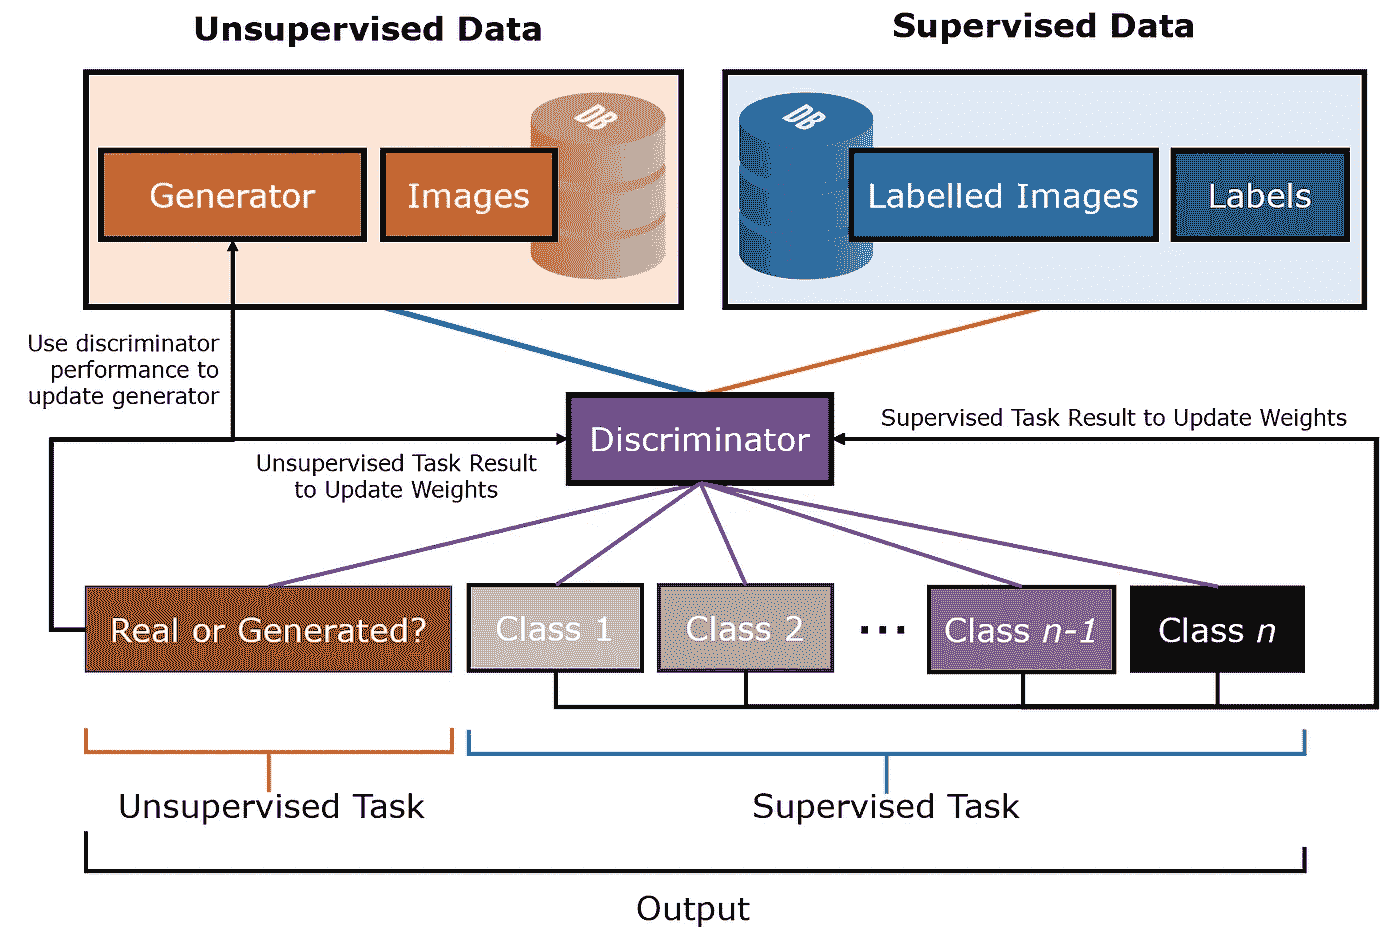 Unsupervised Data
Supervised Data
DB
Generator
Images
DB
Labelled Images
Labels
Use discriminator
performance to
update generator
Discriminator
Supervised Task Result to Update Weights
Unsupervised Task Result
to Update Weights
Real or Generated?
Class 1
Class 2
...
Class n-1
Class n
Unsupervised Task
Supervised Task
Output